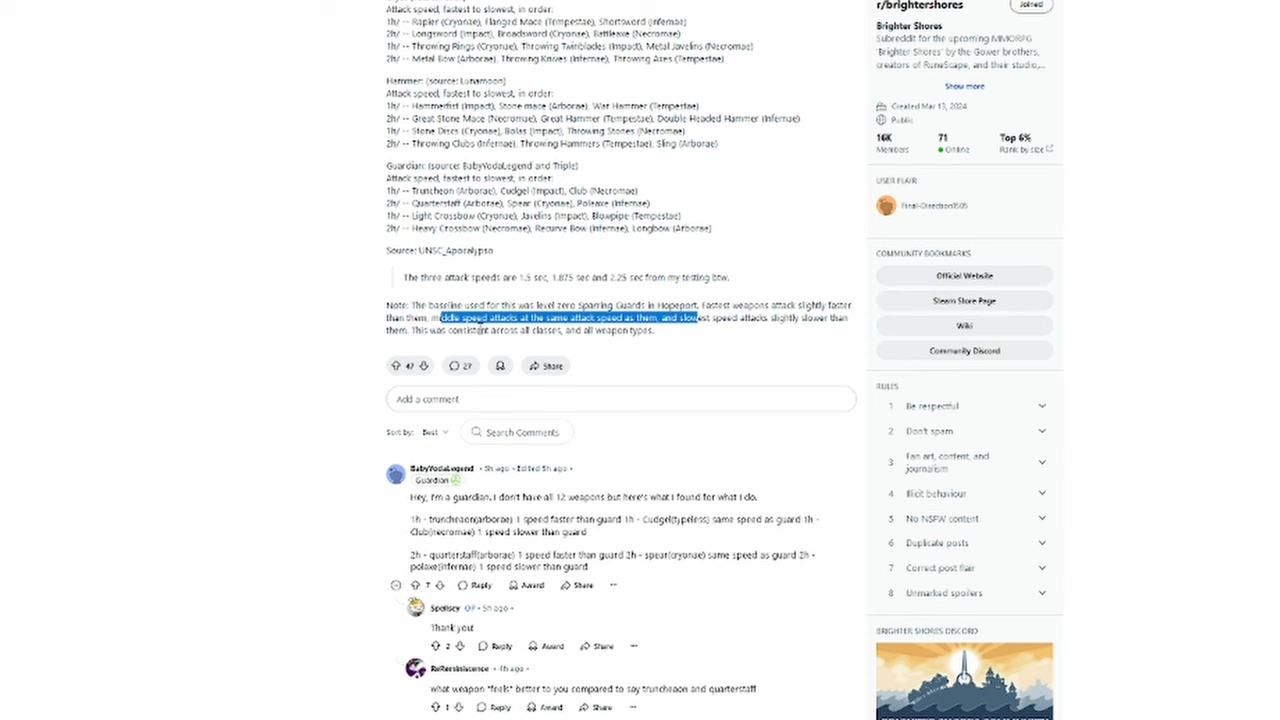 Attack speed, fastest to slowest, in order:
1h/ -- Rapier (Cryonae), Flanged Mace (Tempestae), Shortsword (Infernae)
2h/ -- Longsword (Impact), Broadsword (Cryonae), Battleaxe (Necromae)
1h/ -- Throwing Rings (Cryonae), Throwing Twinblades (Impact), Metal Javelins (Necromae)
2h/ -- Metal Bow (Arborae), Throwing Knives (Infernae), Throwing Axes (Tempestae)
Hammer: (source: Lunamoon)
Attack speed, fastest to slowest, in order:
1h/ -- Hammerfist (Impact), Stone mace (Arborae), War Hammer (Tempestae)
2h/ -- Great Stone Mace (Necromae), Great Hammer (Tempestae), Double Headed Hammer (Infernae)
1h/ -- Stone Discs (Cryonae), Bolas (Impact), Throwing Stones (Necromae)
2h/ -- Throwing Clubs (Infernae), Throwing Hammers (Tempestae), Sling (Arborae)
Guardian: (source: BabyYodaLegend and Triple)
Attack speed, fastest to slowest, in order:
1h/ -- Truncheon (Arborae), Cudgel (Impact), Club (Necromae)
2h/ -- Quarterstaff (Arborae), Spear (Cryonae), Poleaxe (Infernae)
1h/ -- Light Crossbow (Cryonae), Javelins (Impact), Blowpipe (Tempestae)
2h/ -- Heavy Crossbow (Necromae), Recurve Bow (Infernae), Longbow (Arborae)
Source: UNSC_Apocalypso
The three attack speeds are 1.5 sec, 1.875 sec and 2.25 sec from my testing btw.
Note: The baseline used for this was level zero Sparring Guards in Hopeport. Fastest weapons attack slightly faster
than them, middle speed attacks at the same attack speed as them, and slowest speed attacks slightly slower than
them. This was consistent across all classes, and all weapon types.
47
27
Share
Add a comment
Sort by: Best
Search Comments
BabyYodaLegend • 5h ago • Edited 5h ago •
Guardian
Hey, I'm a guardian. I don't have all 12 weapons but here's what I found for what I do.
1h - truncheon(arborae) 1 speed faster than guard 1h - Cudgel(typeless) same speed as guard 1h -
Club(necromae) 1 speed slower than guard
2h - quarterstaff(arborae) 1 speed faster than guard 2h - spear(cryonae) same speed as guard 2h -
polaxe(infernae) 1 speed slower than guard
7 Reply Award Share ...
Spellsey OP • 5h ago •
Thank you!
2 Reply Award Share ...
ReReminiscence • 4h ago •
what weapon "feels" better to you compared to say truncheaon and quarterstaff
1 Reply Award Share ...
r/brightershores
Joined
Brighter Shores
Subreddit for the upcoming MMORPG
'Brighter Shores' by the Gower brothers,
creators of RuneScape, and their studio,...
Show more
Created Mar 13, 2024
Public
16K
71
Top 6%
Members
Online
Rank by size
USER FLAIR
Final-Direction1505
COMMUNITY BOOKMARKS
Official Website
Steam Store Page
Wiki
Community Discord
RULES
1 Be respectful
2 Don't spam
3 Fan art, content, and
journalism
4 Illicit behaviour
5 No NSFW content
6 Duplicate posts
7 Correct post flair
8 Unmarked spoilers
BRIGHTER SHORES DISCORD